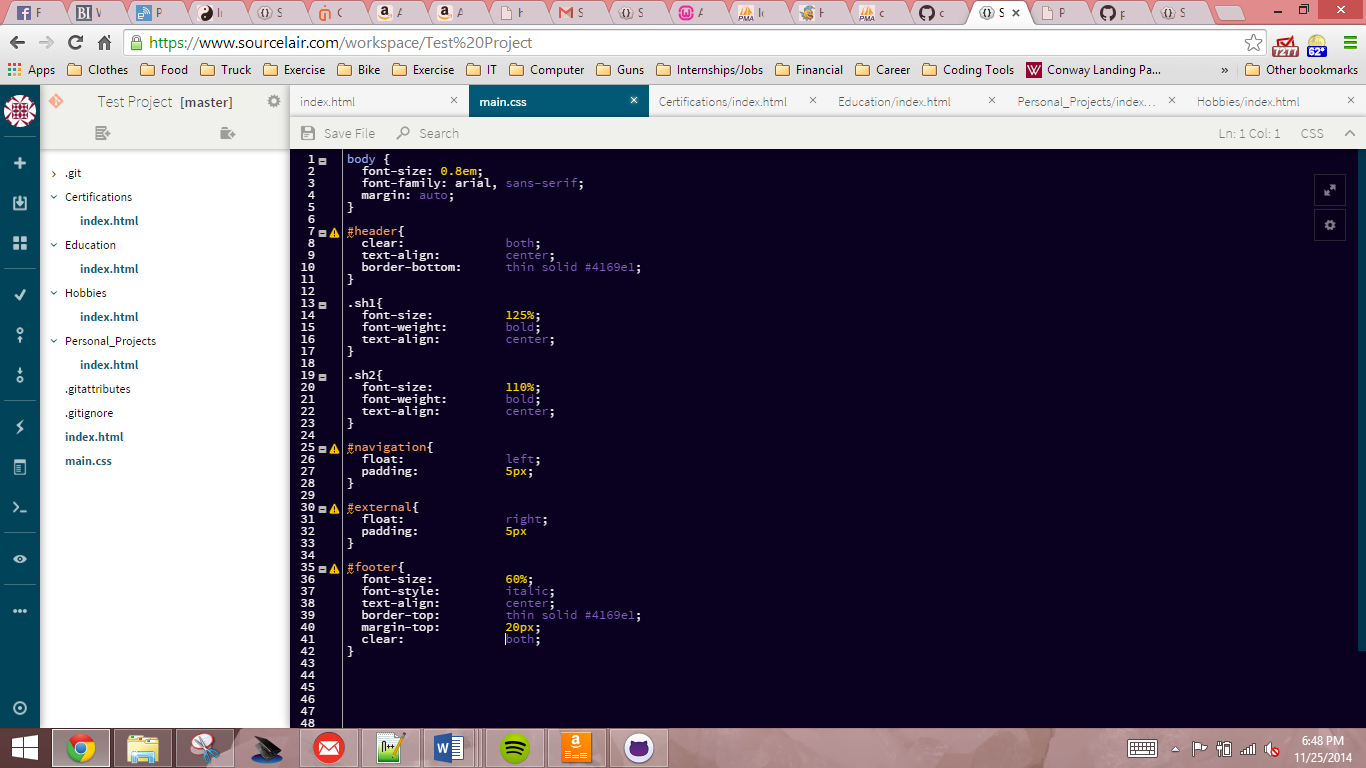 F F
BI V
P
Ir
S
C
A
A
H
S
S
A
lo
H
c
c
S
P
p
S
https://www.sourcelair.com/workspace/Test%20Project
7277
62°
Apps Clothes Food Truck Exercise Bike Exercise IT Computer Guns Internships/Jobs Financial Career Coding Tools Conway Landing Pa... » Other bookmarks
Test Project [master]
index.html main.css Certifications/index.html Education/index.html Personal_Projects/index... Hobbies/index.html
Save File Search Ln: 1 Col: 1 CSS
.git
Certifications
index.html
Education
index.html
Hobbies
index.html
Personal_Projects
index.html
.gitattributes
.gitignore
index.html
main.css
1 body {
2 font-size: 0.8em;
3 font-family: arial, sans-serif;
4 margin: auto;
5 }
6
7 #header{
8 clear: both;
9 text-align: center;
10 border-bottom: thin solid #4169e1;
11 }
12
13 .sh1{
14 font-size: 125%;
15 font-weight: bold;
16 text-align: center;
17 }
18
19 .sh2{
20 font-size: 110%;
21 font-weight: bold;
22 text-align: center;
23 }
24
25 #navigation{
26 float: left;
27 padding: 5px;
28 }
29
30 #external{
31 float: right;
32 padding: 5px
33 }
34
35 #footer{
36 font-size: 60%;
37 font-style: italic;
38 text-align: center;
39 border-top: thin solid #4169e1;
40 margin-top: 20px;
41 clear: both;
42 }
43
44
45
46
47
48
6:48 PM
11/25/2014